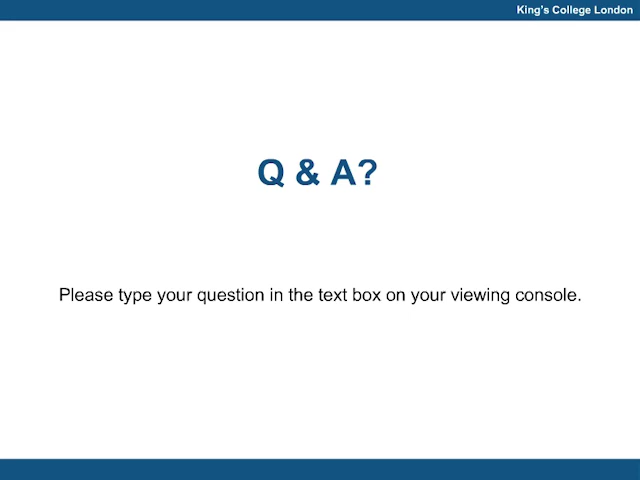 King's College London
Q & A?
Please type your question in the text box on your viewing console.